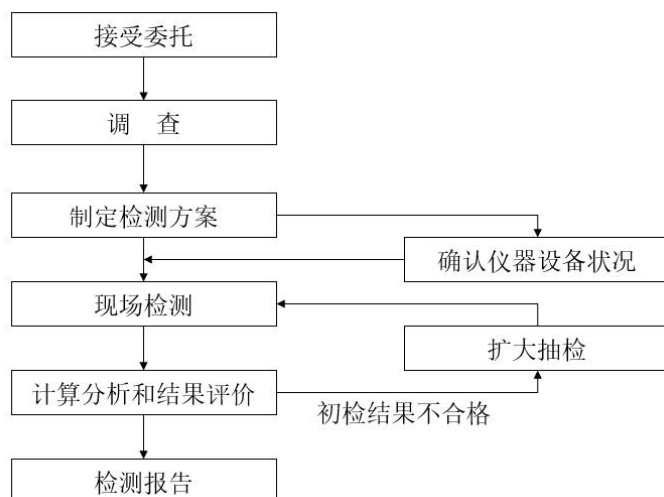 接受委托
调 查
制定检测方案
确认仪器设备状况
现场检测
扩大抽检
计算分析和结果评价
初检结果不合格
检测报告